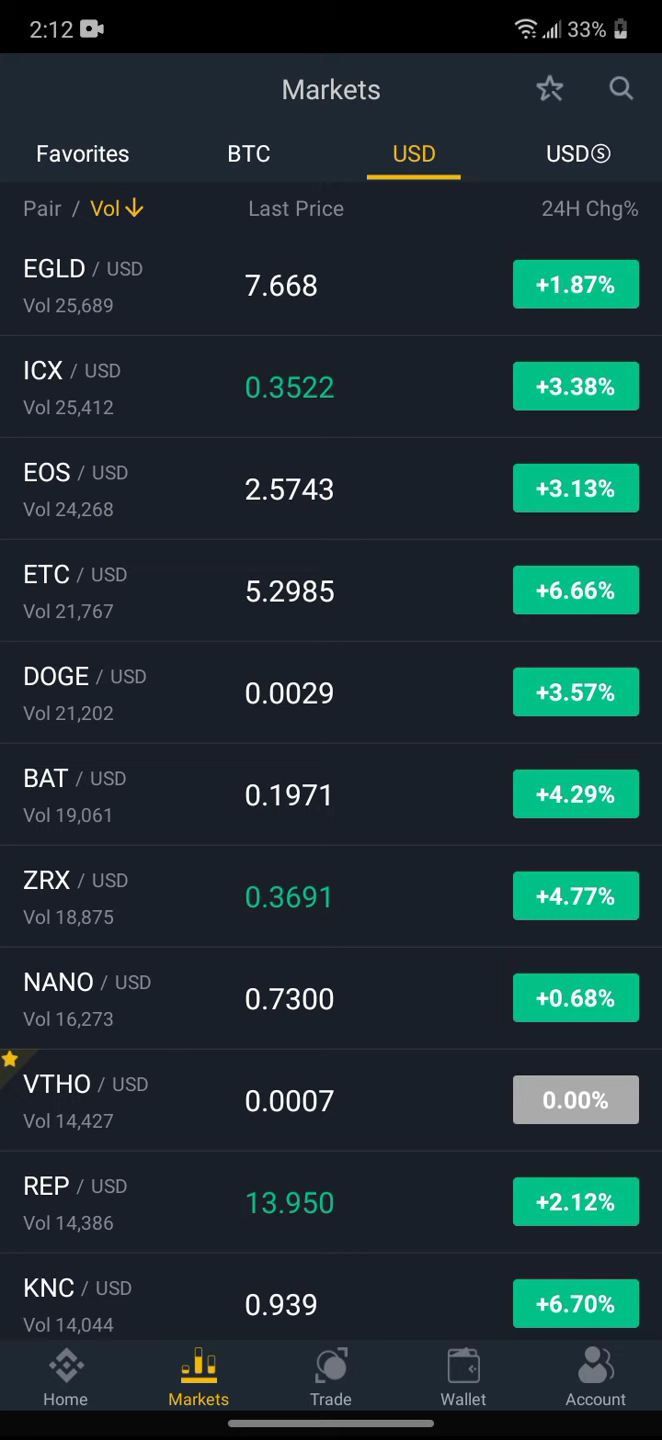 2:12 33%
Markets
Favorites BTC USD USDⓈ
Pair / Vol↓ Last Price 24H Chg%
EGLD / USD 7.668 +1.87%
Vol 25,689
ICX / USD 0.3522 +3.38%
Vol 25,412
EOS / USD 2.5743 +3.13%
Vol 24,268
ETC / USD 5.2985 +6.66%
Vol 21,767
DOGE / USD 0.0029 +3.57%
Vol 21,202
BAT / USD 0.1971 +4.29%
Vol 19,061
ZRX / USD 0.3691 +4.77%
Vol 18,875
NANO / USD 0.7300 +0.68%
Vol 16,273
VTHO / USD 0.0007 0.00%
Vol 14,427
REP / USD 13.950 +2.12%
Vol 14,386
KNC / USD 0.939 +6.70%
Vol 14,044
Home Markets Trade Wallet Account